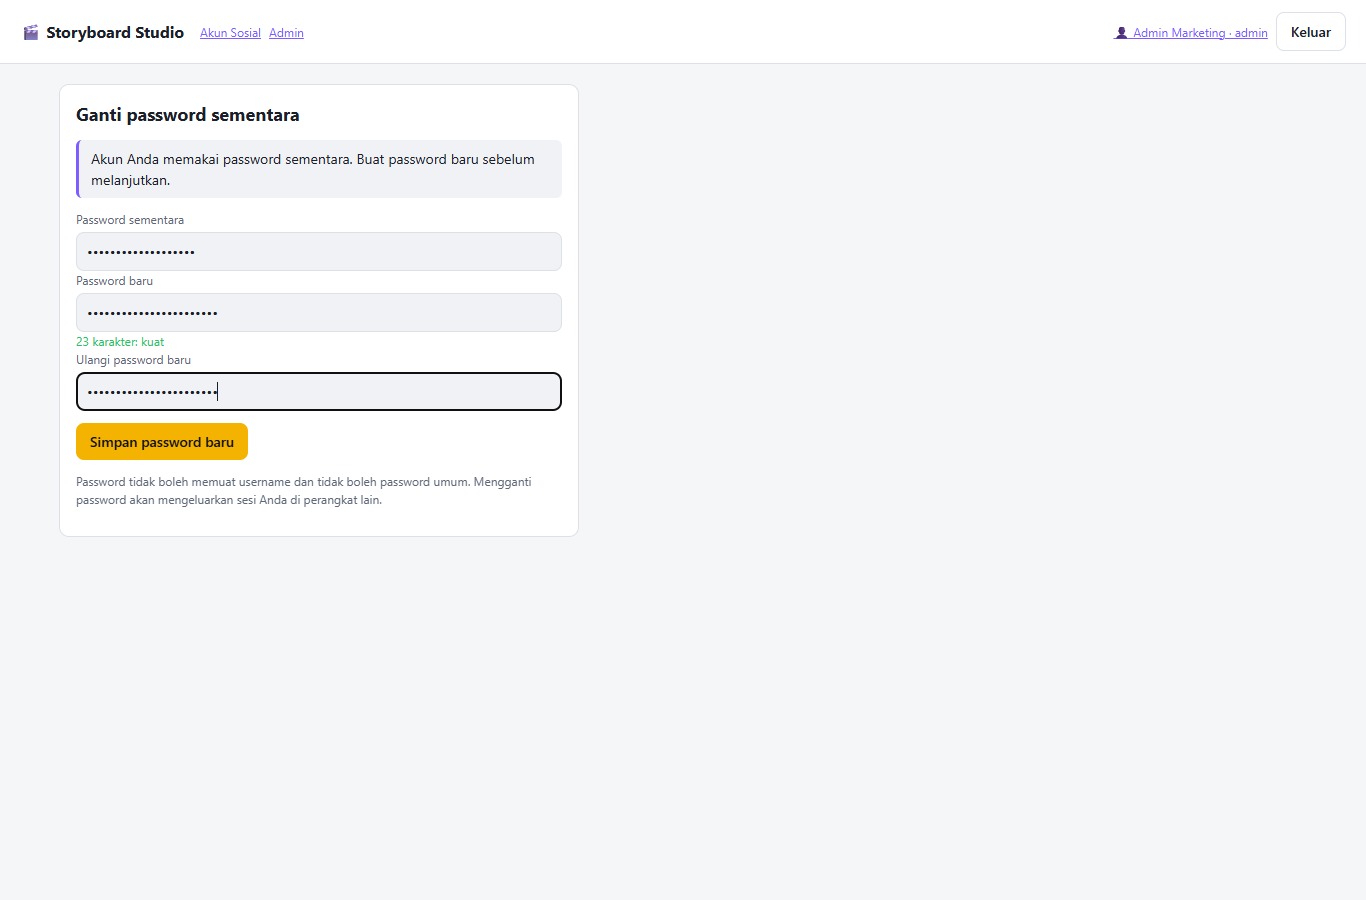 Storyboard Studio Akun Sosial Admin Admin Marketing · admin Keluar
Ganti password sementara
Akun Anda memakai password sementara. Buat password baru sebelum
melanjutkan.
Password sementara
•••••••••••••••••••
Password baru
•••••••••••••••••••••••
23 karakter: kuat
Ulangi password baru
•••••••••••••••••••••••
Simpan password baru
Password tidak boleh memuat username dan tidak boleh password umum. Mengganti
password akan mengeluarkan sesi Anda di perangkat lain.